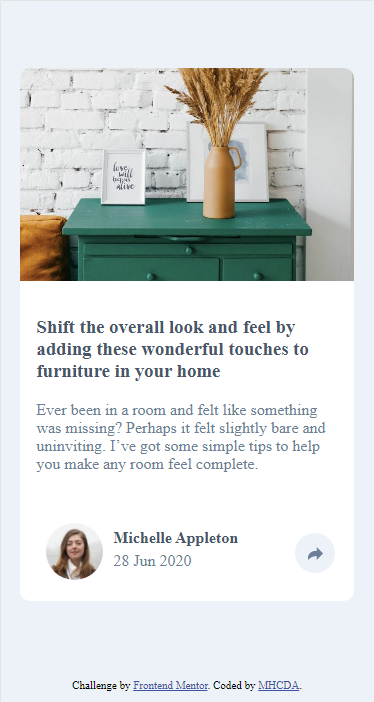 love
will
keep us
alive
Shift the overall look and feel by
adding these wonderful touches to
furniture in your home
Ever been in a room and felt like something
was missing? Perhaps it felt slightly bare and
uninviting. I’ve got some simple tips to help
you make any room feel complete.
Michelle Appleton
28 Jun 2020
Challenge by Frontend Mentor. Coded by MHCDA.